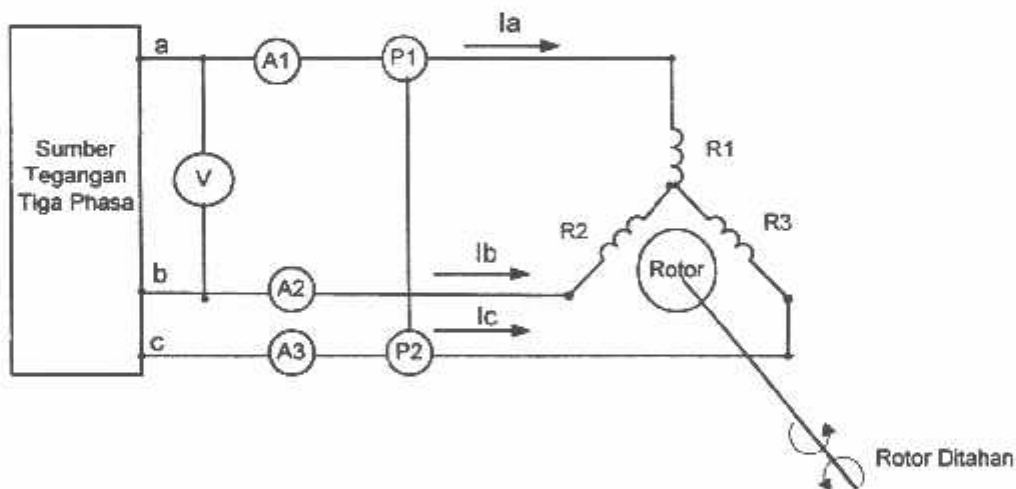 Ia
a
A1
P1
Sumber
Tegangan
Tiga Phasa
V
R1
R2
R3
Rotor
b
A2
Ib
Ic
c
A3
P2
Rotor Ditahan